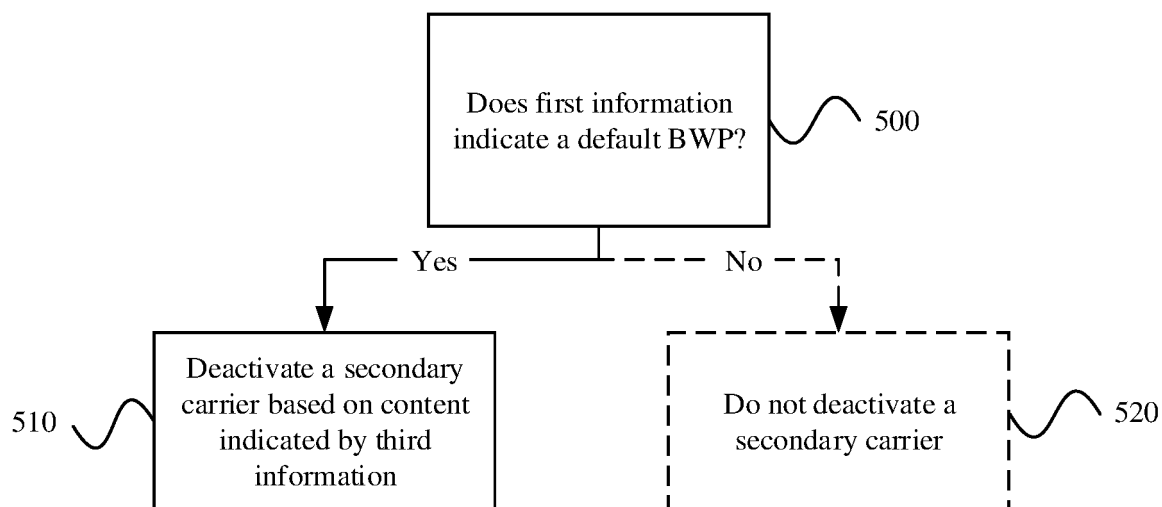 Does first information
indicate a default BWP?
500
Yes
No
Deactivate a secondary
carrier based on content
indicated by third
information
510
Do not deactivate a
secondary carrier
520